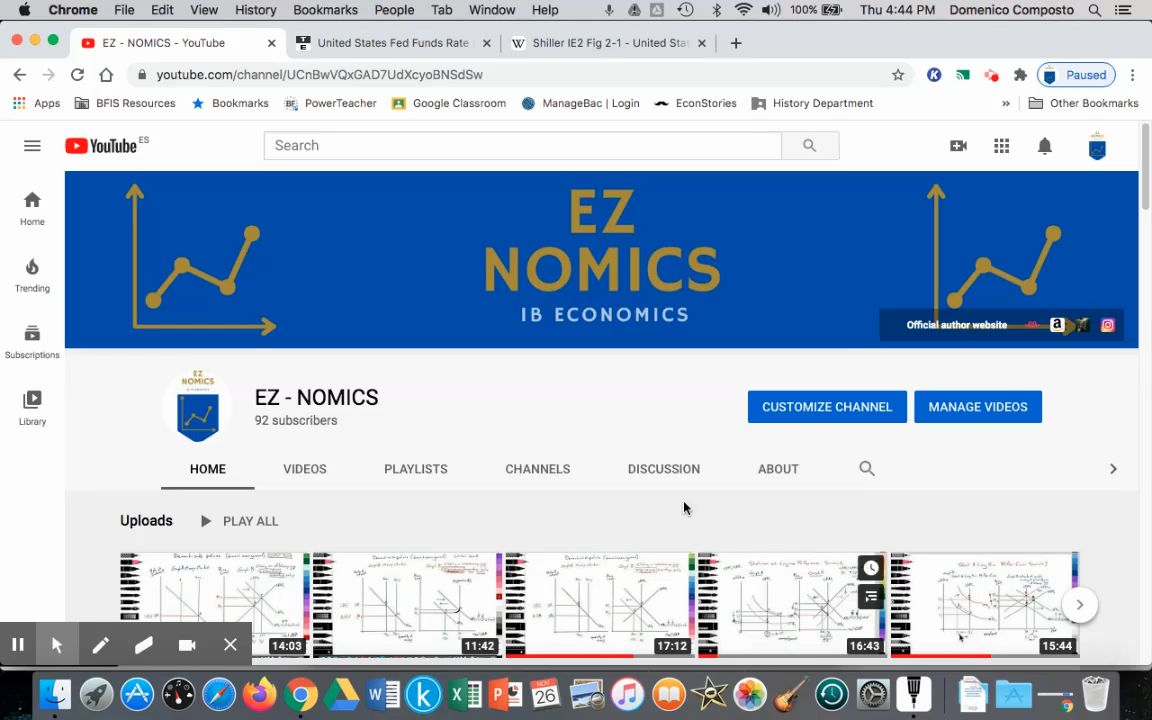 Chrome File Edit View History Bookmarks People Tab Window Help 100% Thu 4:44 PM Domenico Composto
EZ - NOMICS - YouTube United States Fed Funds Rate Shiller IE2 Fig 2-1 - United Sta
youtube.com/channel/UCnBwVQxGAD7UdXcyoBNSdSw Paused
Apps BFIS Resources Bookmarks PowerTeacher Google Classroom ManageBac | Login EconStories History Department » Other Bookmarks
YouTube ES Search
Home
Trending
Subscriptions
Library
EZ
NOMICS
IB ECONOMICS
Official author website
EZ
NOMICS
EZ - NOMICS
92 subscribers
CUSTOMIZE CHANNEL MANAGE VIDEOS
HOME VIDEOS PLAYLISTS CHANNELS DISCUSSION ABOUT
Uploads PLAY ALL
14:03 11:42 17:12 16:43 15:44
NOV
26